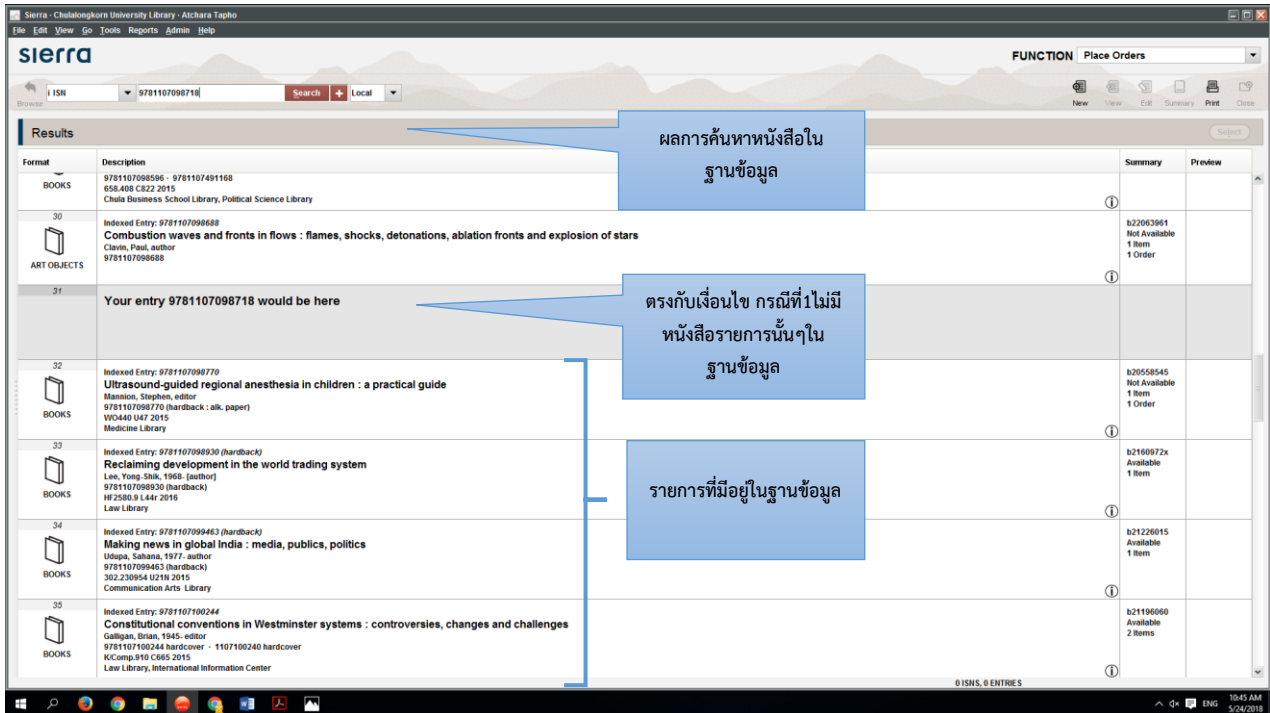 Sierra - Chulalongkorn University Library - Atchara Tapho
File Edit View Go Tools Reports Admin Help
sierra
FUNCTION Place Orders
Browse
i ISN 9781107098718 Search + Local
New View Edit Summary Print Close
Results
Select
ผลการค้นหาหนังสือใน
ฐานข้อมูล
Format Description Summary Preview
BOOKS
9781107098596 - 9781107491168
658.408 C822 2015
Chula Business School Library, Political Science Library
30
ART OBJECTS
Indexed Entry: 9781107098688
Combustion waves and fronts in flows : flames, shocks, detonations, ablation fronts and explosion of stars
Clavin, Paul, author
9781107098688
b22063961
Not Available
1 Item
1 Order
31
Your entry 9781107098718 would be here
ตรงกับเงื่อนไข กรณีที่1ไม่มี
หนังสือรายการนั้นๆใน
ฐานข้อมูล
32
BOOKS
Indexed Entry: 9781107098770
Ultrasound-guided regional anesthesia in children : a practical guide
Mannion, Stephen, editor
9781107098770 (hardback : alk. paper)
WO440 U47 2015
Medicine Library
b20558545
Not Available
1 Item
1 Order
33
BOOKS
Indexed Entry: 9781107098930 (hardback)
Reclaiming development in the world trading system
Lee, Yong-Shik, 1968- [author]
9781107098930 (hardback)
HF2580.9 L44r 2016
Law Library
b2160972x
Available
1 Item
รายการที่มีอยู่ในฐานข้อมูล
34
BOOKS
Indexed Entry: 9781107099463 (hardback)
Making news in global India : media, publics, politics
Udupa, Sahana, 1977- author
9781107099463 (hardback)
302.230954 U21N 2015
Communication Arts Library
b21226015
Available
1 Item
35
BOOKS
Indexed Entry: 9781107100244
Constitutional conventions in Westminster systems : controversies, changes and challenges
Galligan, Brian, 1945- editor
9781107100244 hardcover - 1107100240 hardcover
K/Comp.910 C665 2015
Law Library, International Information Center
b21196060
Available
2 Items
0 ISNS, 0 ENTRIES
ENG
10:45 AM
5/24/2018